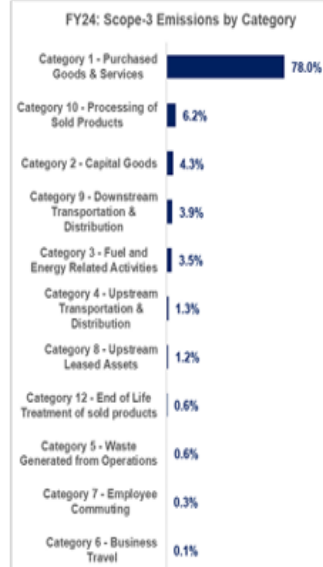 FY24: Scope-3 Emissions by Category
Category 1 - Purchased
Goods & Services
78.0%
Category 10 - Processing of
Sold Products
6.2%
Category 2 - Capital Goods
4.3%
Category 9 - Downstream
Transportation &
Distribution
3.9%
Category 3 - Fuel and
Energy Related Activities
3.5%
Category 4 - Upstream
Transportation &
Distribution
1.3%
Category 8 - Upstream
Leased Assets
1.2%
Category 12 - End of Life
Treatment of sold products
0.6%
Category 5 - Waste
Generated from Operations
0.6%
Category 7 - Employee
Commuting
0.3%
Category 6 - Business
Travel
0.1%